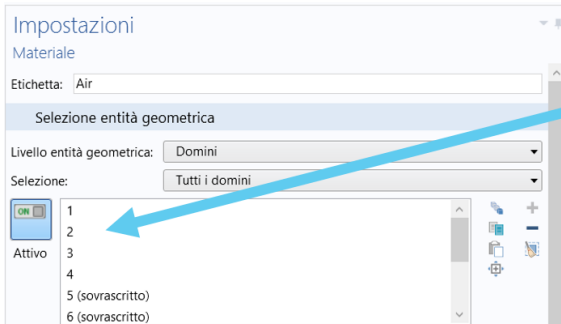 Impostazioni
Materiale
Etichetta: Air
Selezione entità geometrica
Livello entità geometrica: Domini
Selezione: Tutti i domini
ON
Attivo
1
2
3
4
5 (sovrascritto)
6 (sovrascritto)